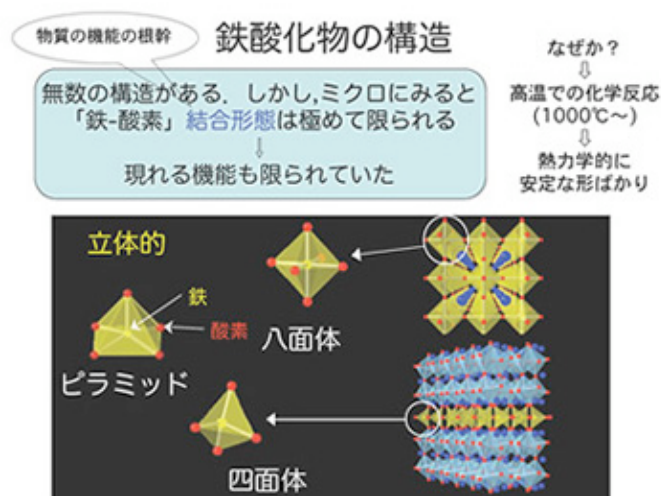 物質の機能の根幹
鉄酸化物の構造
無数の構造がある．しかし,ミクロにみると
「鉄-酸素」結合形態は極めて限られる
現れる機能も限られていた
なぜか？
高温での化学反応
(1000℃～)
熱力学的に
安定な形ばかり
立体的
鉄
酸素
ピラミッド
八面体
四面体